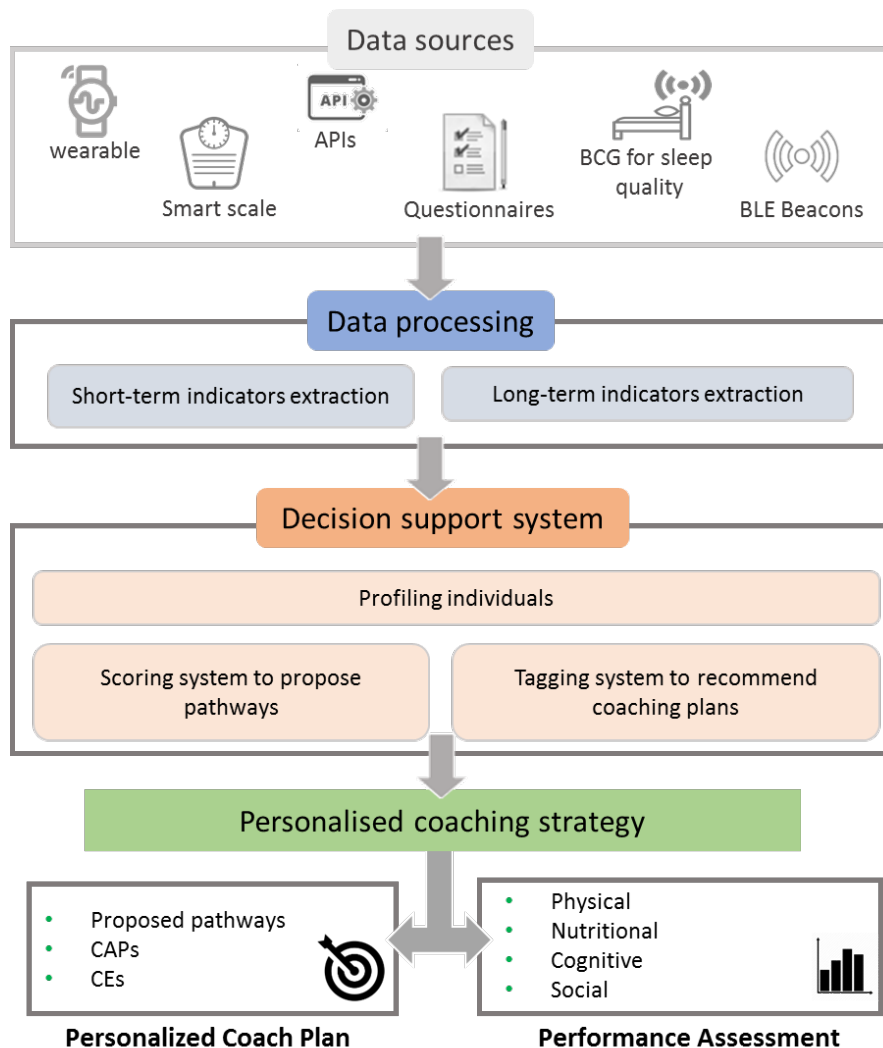 Data sources
wearable
Smart scale
API
APIs
Questionnaires
BCG for sleep
quality
BLE Beacons
Data processing
Short-term indicators extraction
Long-term indicators extraction
Decision support system
Profiling individuals
Scoring system to propose
pathways
Tagging system to recommend
coaching plans
Personalised coaching strategy
• Proposed pathways
• CAPs
• CEs
Personalized Coach Plan
• Physical
• Nutritional
• Cognitive
• Social
Performance Assessment